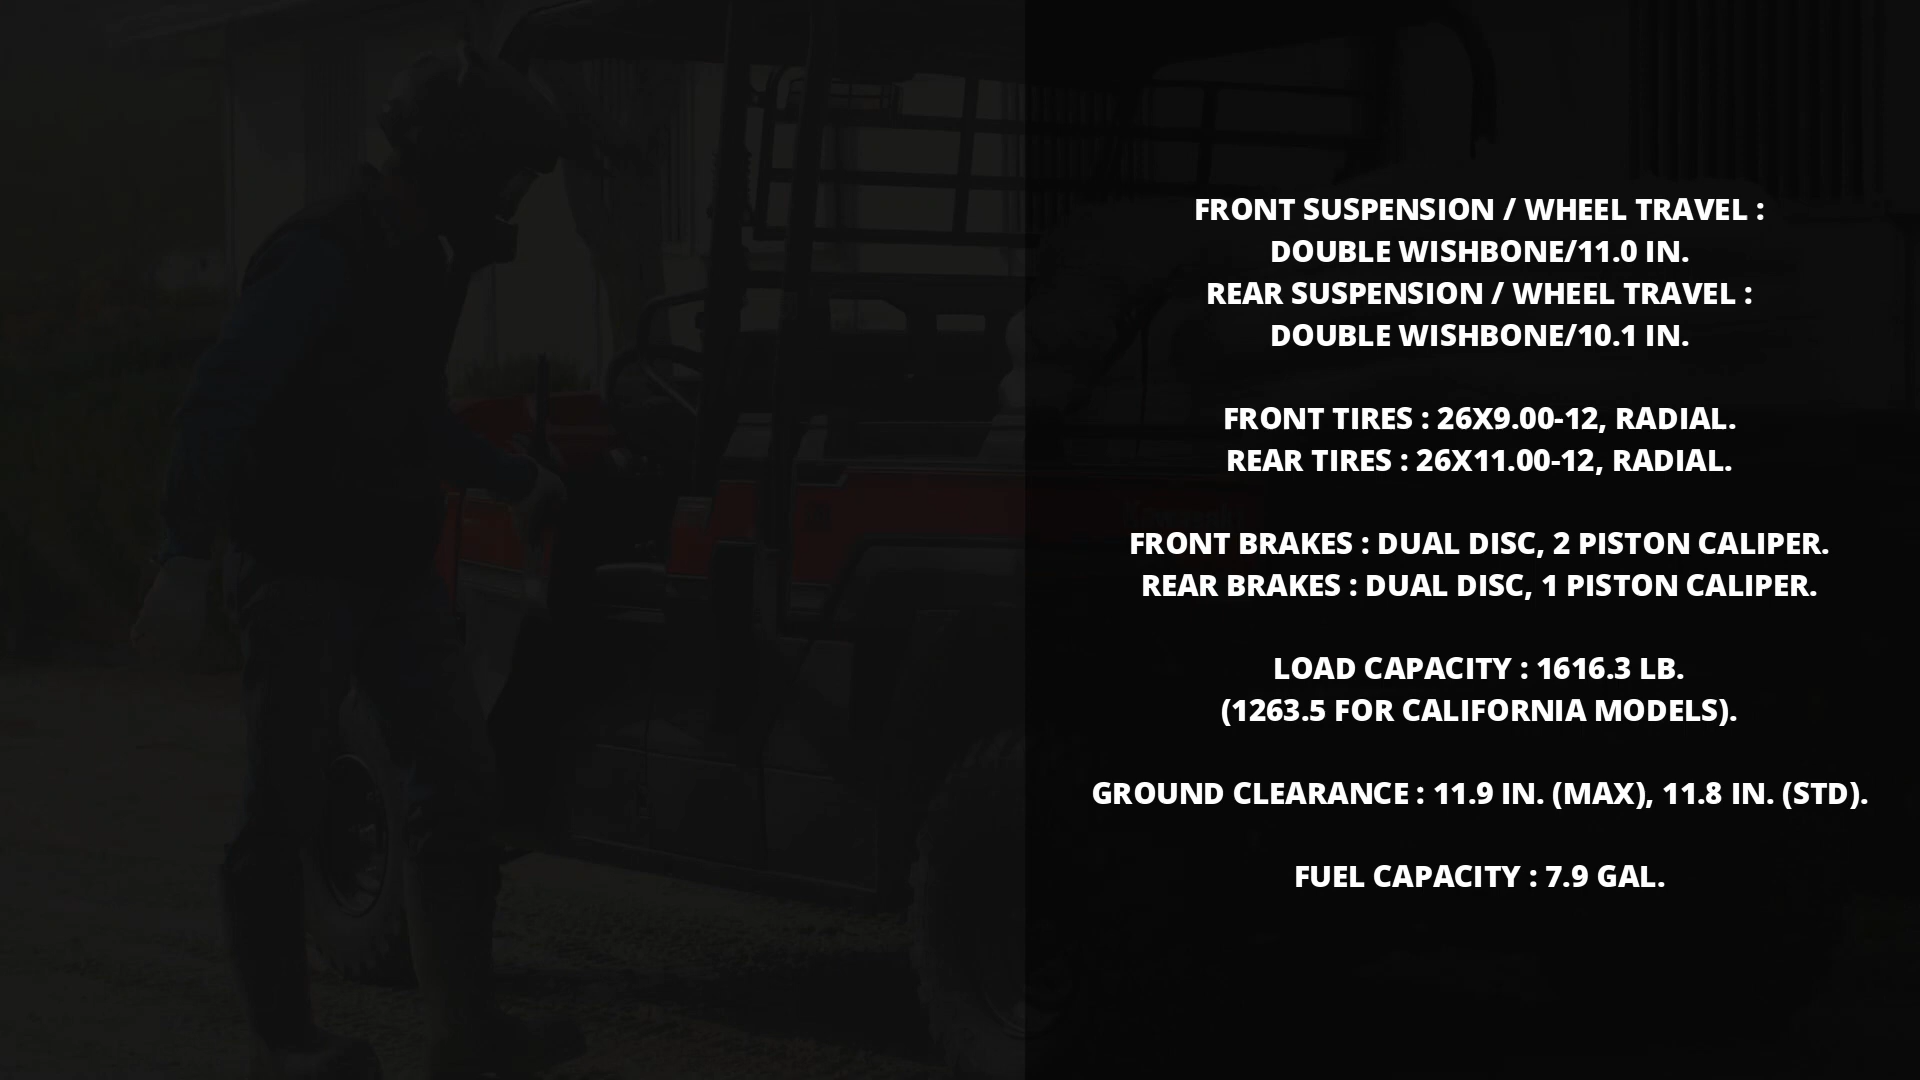 FRONT SUSPENSION / WHEEL TRAVEL :
DOUBLE WISHBONE/11.0 IN.
REAR SUSPENSION / WHEEL TRAVEL :
DOUBLE WISHBONE/10.1 IN.
FRONT TIRES : 26X9.00-12, RADIAL.
REAR TIRES : 26X11.00-12, RADIAL.
FRONT BRAKES : DUAL DISC, 2 PISTON CALIPER.
REAR BRAKES : DUAL DISC, 1 PISTON CALIPER.
LOAD CAPACITY : 1616.3 LB.
(1263.5 FOR CALIFORNIA MODELS).
GROUND CLEARANCE : 11.9 IN. (MAX), 11.8 IN. (STD).
FUEL CAPACITY : 7.9 GAL.